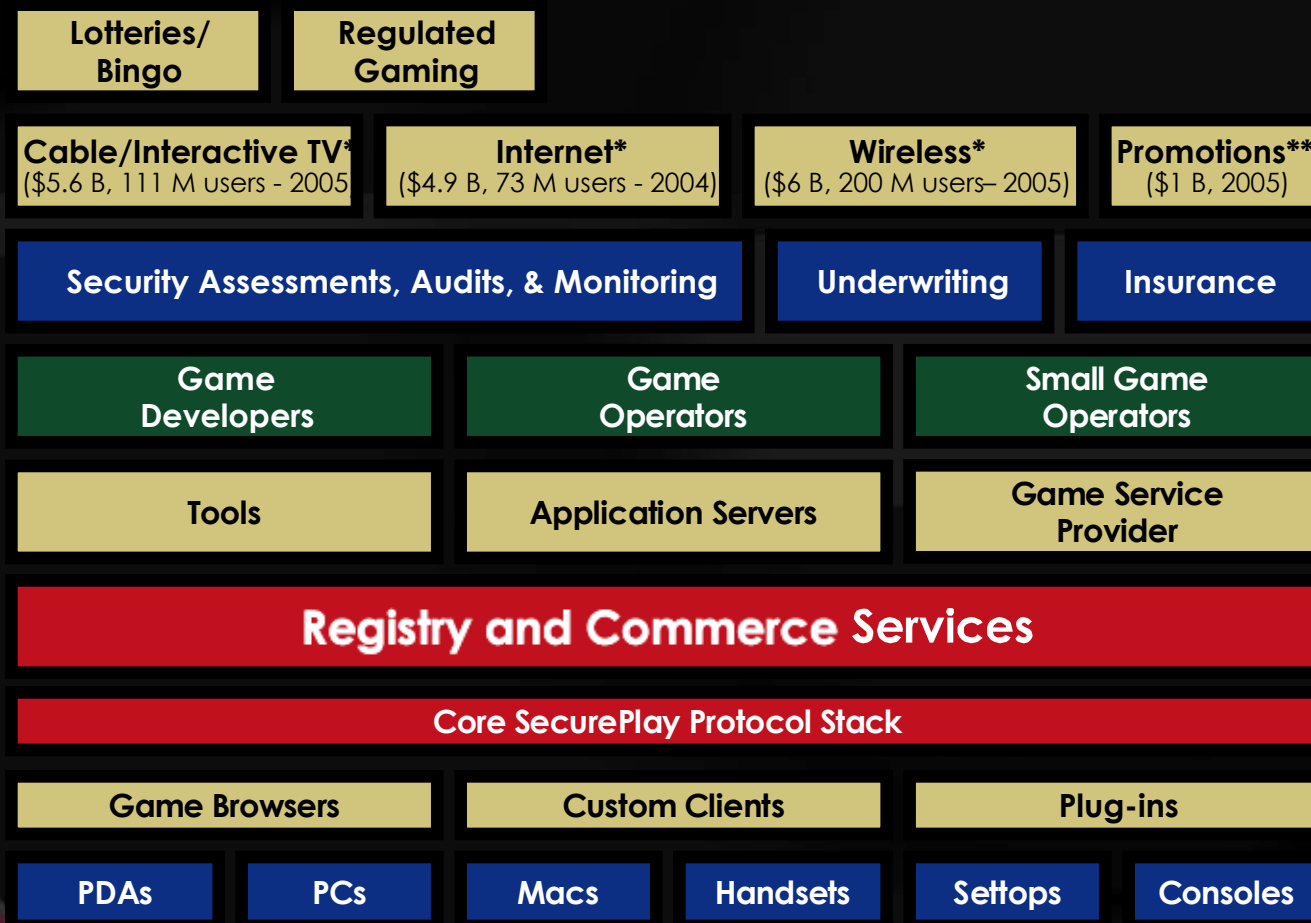 Lotteries/
Bingo
Regulated
Gaming
Cable/Interactive TV*
($5.6 B, 111 M users - 2005)
Internet*
($4.9 B, 73 M users - 2004)
Wireless*
($6 B, 200 M users– 2005)
Promotions**
($1 B, 2005)
Security Assessments, Audits, & Monitoring
Underwriting
Insurance
Game
Developers
Game
Operators
Small Game
Operators
Tools
Application Servers
Game Service
Provider
Registry and Commerce Services
Core SecurePlay Protocol Stack
Game Browsers
Custom Clients
Plug-ins
PDAs
PCs
Macs
Handsets
Settops
Consoles